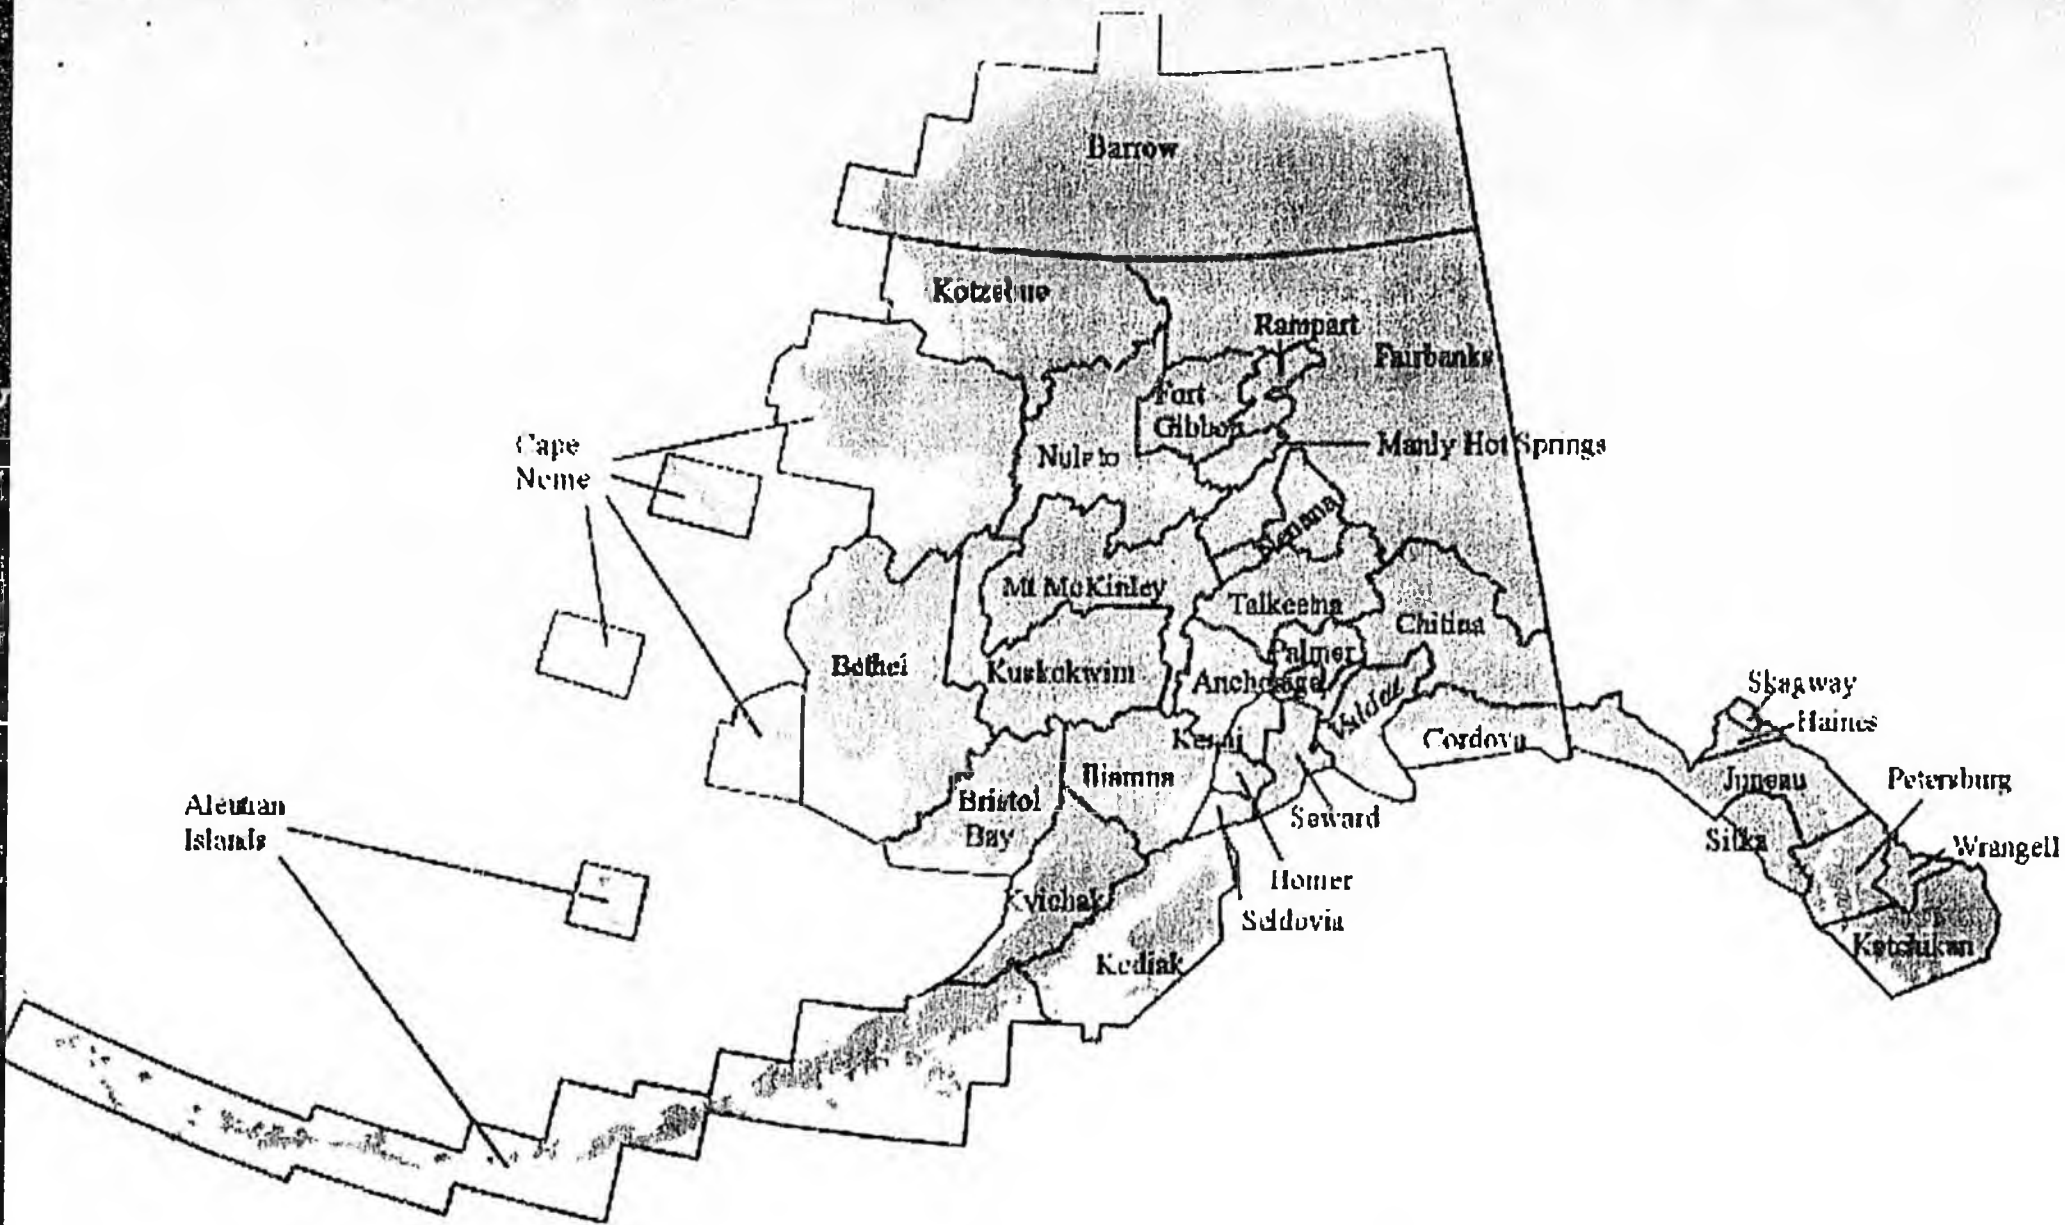 Barrow
Kotzebue
Rampart
Fairbanks
Fort
Gibbon
Manly Hot Springs
Cape
Nome
Nulato
Nenana
Mt McKinley
Talkeetna
Chitina
Palmer
Bethel
Kuskokwim
Anchorage
Valdez
Skagway
Haines
Kenai
Cordova
Iliamna
Juneau
Petersburg
Aleutian
Islands
Bristol
Bay
Seward
Sitka
Wrangell
Homer
Kvichak
Seldovia
Kodiak
Ketchikan